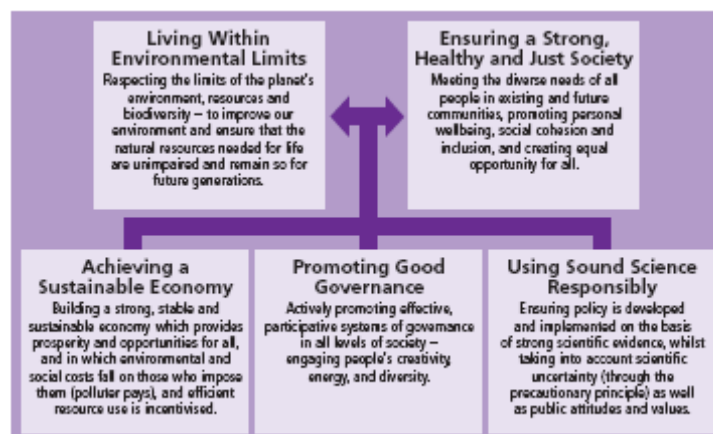 Living Within
Environmental Limits
Respecting the limits of the planet's
environment, resources and
biodiversity – to improve our
environment and ensure that the
natural resources needed for life
are unimpaired and remain so for
future generations.
Ensuring a Strong,
Healthy and Just Society
Meeting the diverse needs of all
people in existing and future
communities, promoting personal
wellbeing, social cohesion and
inclusion, and creating equal
opportunity for all.
Achieving a
Sustainable Economy
Building a strong, stable and
sustainable economy which provides
prosperity and opportunities for all,
and in which environmental and
social costs fall on those who impose
them (polluter pays), and efficient
resource use is incentivised.
Promoting Good
Governance
Actively promoting effective,
participative systems of governance
in all levels of society –
engaging people's creativity,
energy, and diversity.
Using Sound Science
Responsibly
Ensuring policy is developed
and implemented on the basis
of strong scientific evidence, whilst
taking into account scientific
uncertainty (through the
precautionary principle) as well
as public attitudes and values.